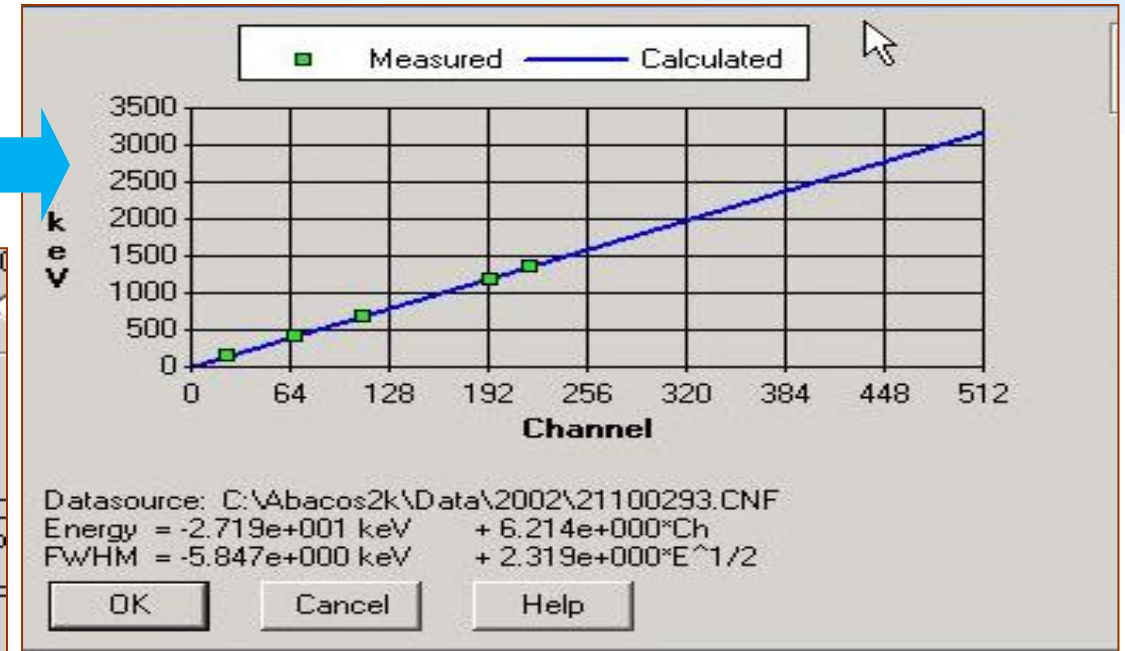 Measured Calculated
3500
3000
2500
2000
1500
1000
500
0
keV
0 64 128 192 256 320 384 448 512
Channel
Datasource: C:\Abacos2k\Data\2002\21100293.CNF
Energy = -2.719e+001 keV + 6.214e+000*Ch
FWHM = -5.847e+000 keV + 2.319e+000*E^1/2
OK Cancel Help